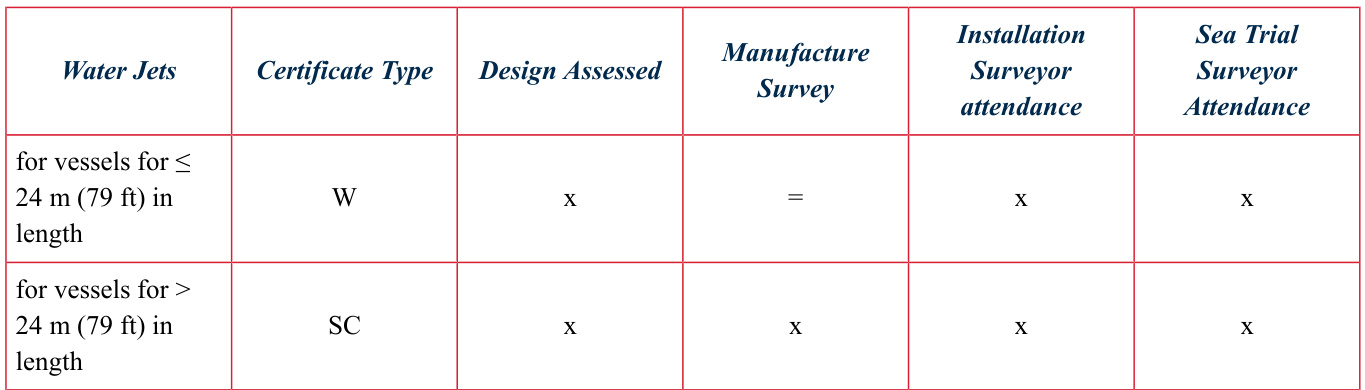 Water Jets
Certificate Type
Design Assessed
Manufacture
Survey
Installation
Surveyor
attendance
Sea Trial
Surveyor
Attendance
for vessels for ≤
24 m (79 ft) in
length
W
x
=
x
x
for vessels for >
24 m (79 ft) in
length
SC
x
x
x
x